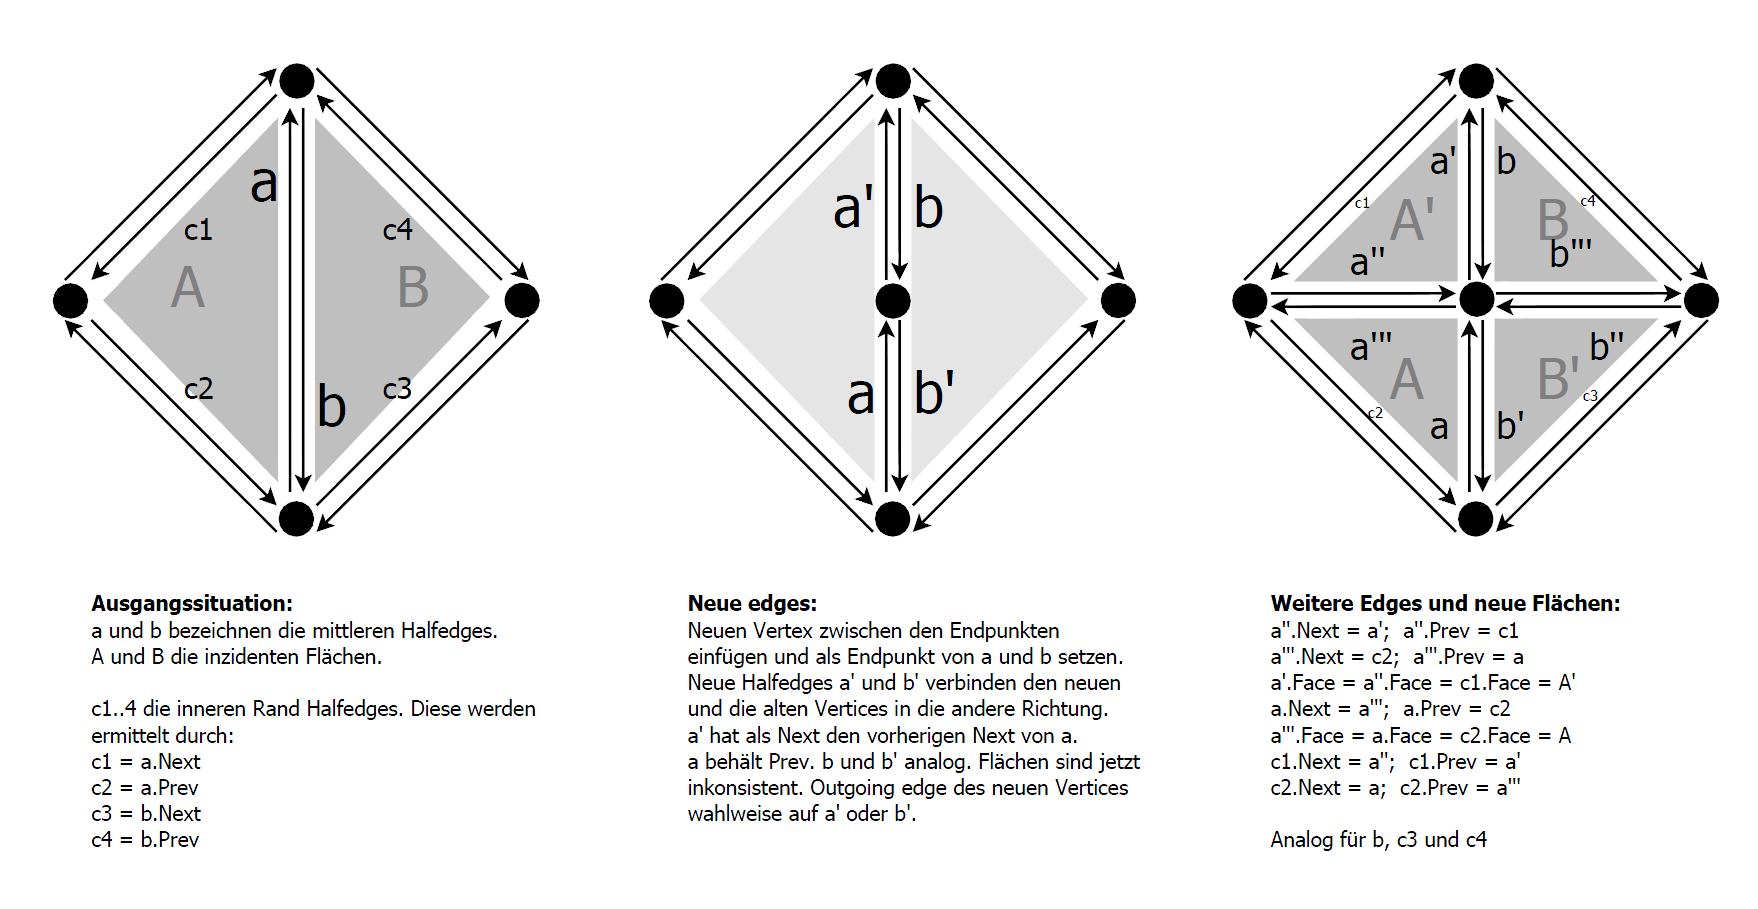 a
c1
c4
A
B
c2
c3
b
a' b
a b'
a' b
c1
c4
A' B
a'' b'''
a''' b''
A B'
c3
c2
a b'
Ausgangssituation:
a und b bezeichnen die mittleren Halfedges.
A und B die inzidenten Flächen.
c1..4 die inneren Rand Halfedges. Diese werden
ermittelt durch:
c1 = a.Next
c2 = a.Prev
c3 = b.Next
c4 = b.Prev
Neue edges:
Neuen Vertex zwischen den Endpunkten
einfügen und als Endpunkt von a und b setzen.
Neue Halfedges a' und b' verbinden den neuen
und die alten Vertices in die andere Richtung.
a' hat als Next den vorherigen Next von a.
a behält Prev. b und b' analog. Flächen sind jetzt
inkonsistent. Outgoing edge des neuen Vertices
wahlweise auf a' oder b'.
Weitere Edges und neue Flächen:
a''.Next = a'; a''.Prev = c1
a'''.Next = c2; a'''.Prev = a
a'.Face = a''.Face = c1.Face = A'
a.Next = a'''; a.Prev = c2
a'''.Face = a.Face = c2.Face = A
c1.Next = a''; c1.Prev = a'
c2.Next = a; c2.Prev = a'''
Analog für b, c3 und c4